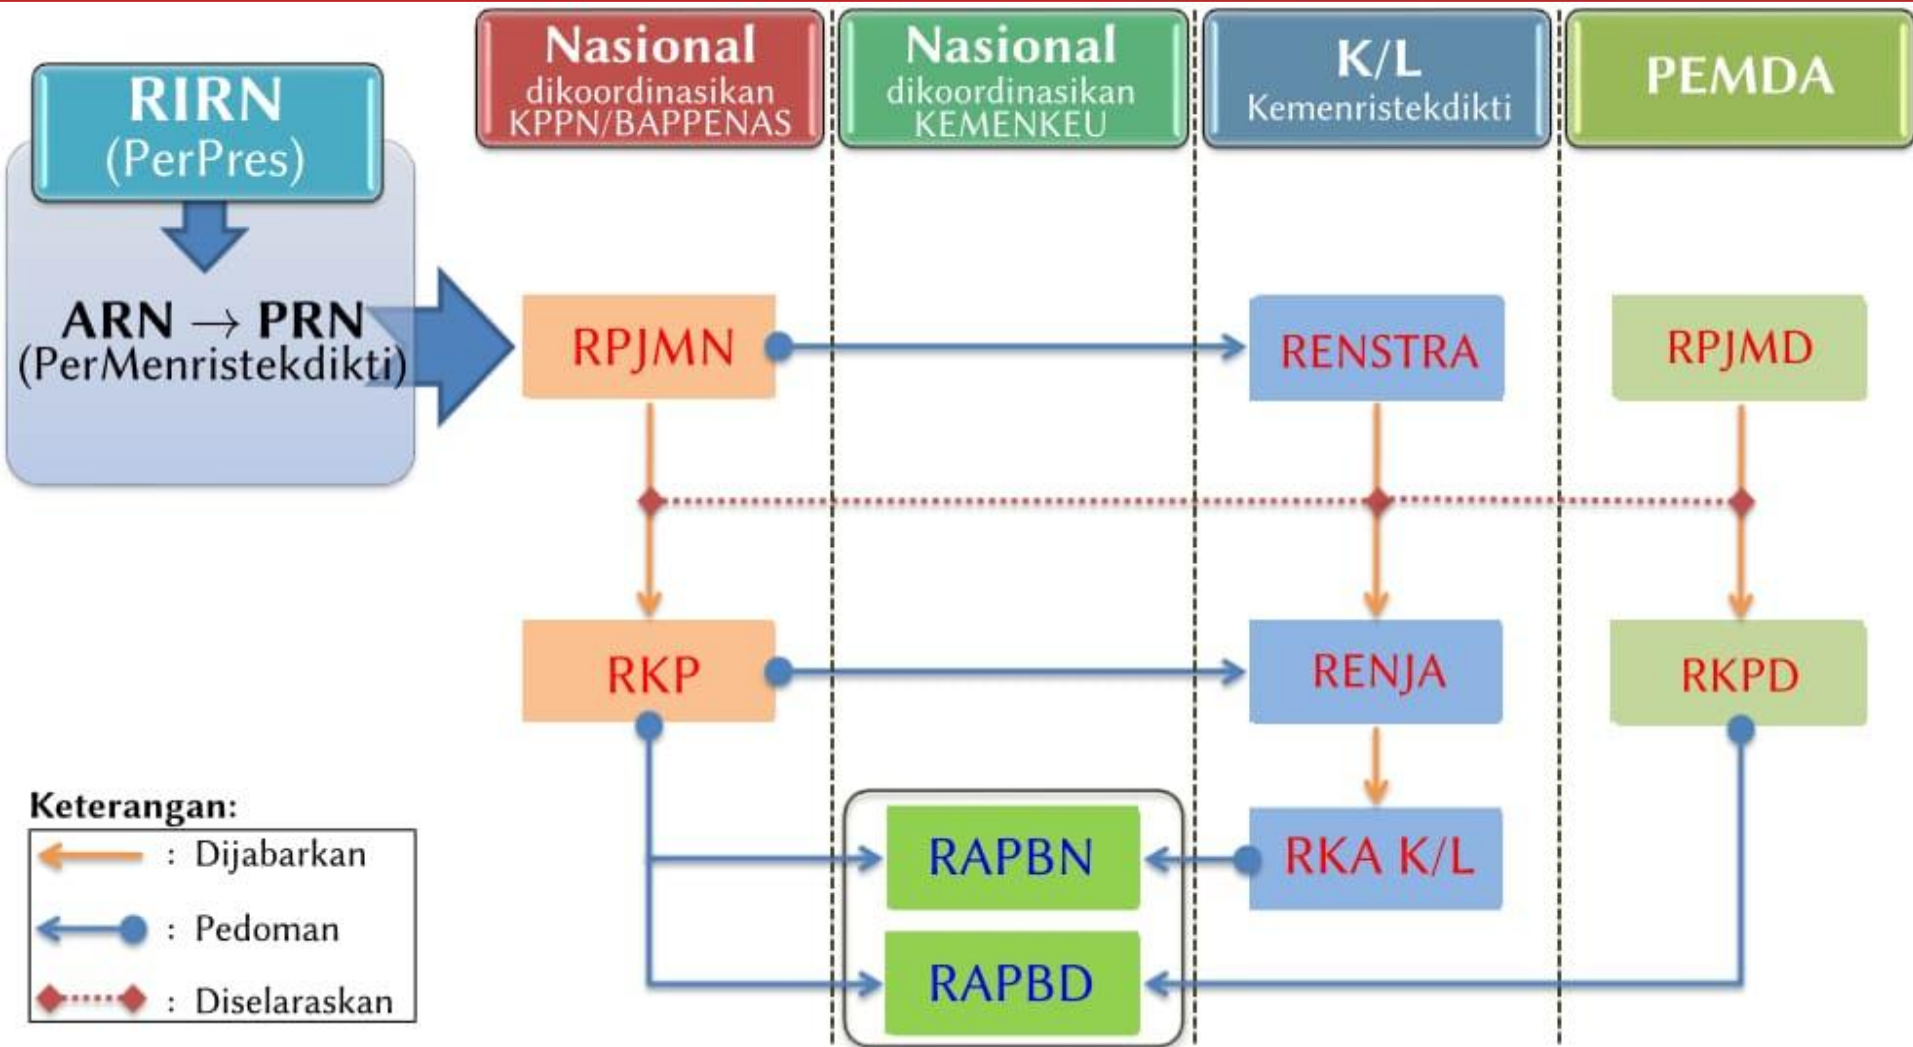 RIRN
(PerPres)
ARN → PRN
(PerMenristekdikti)
Nasional
dikoordinasikan
KPPN/BAPPENAS
Nasional
dikoordinasikan
KEMENKEU
K/L
Kemenristekdikti
PEMDA
RPJMN
RENSTRA
RPJMD
RKP
RENJA
RKPD
RAPBN
RKA K/L
RAPBD
Keterangan:
: Dijabarkan
: Pedoman
: Diselaraskan